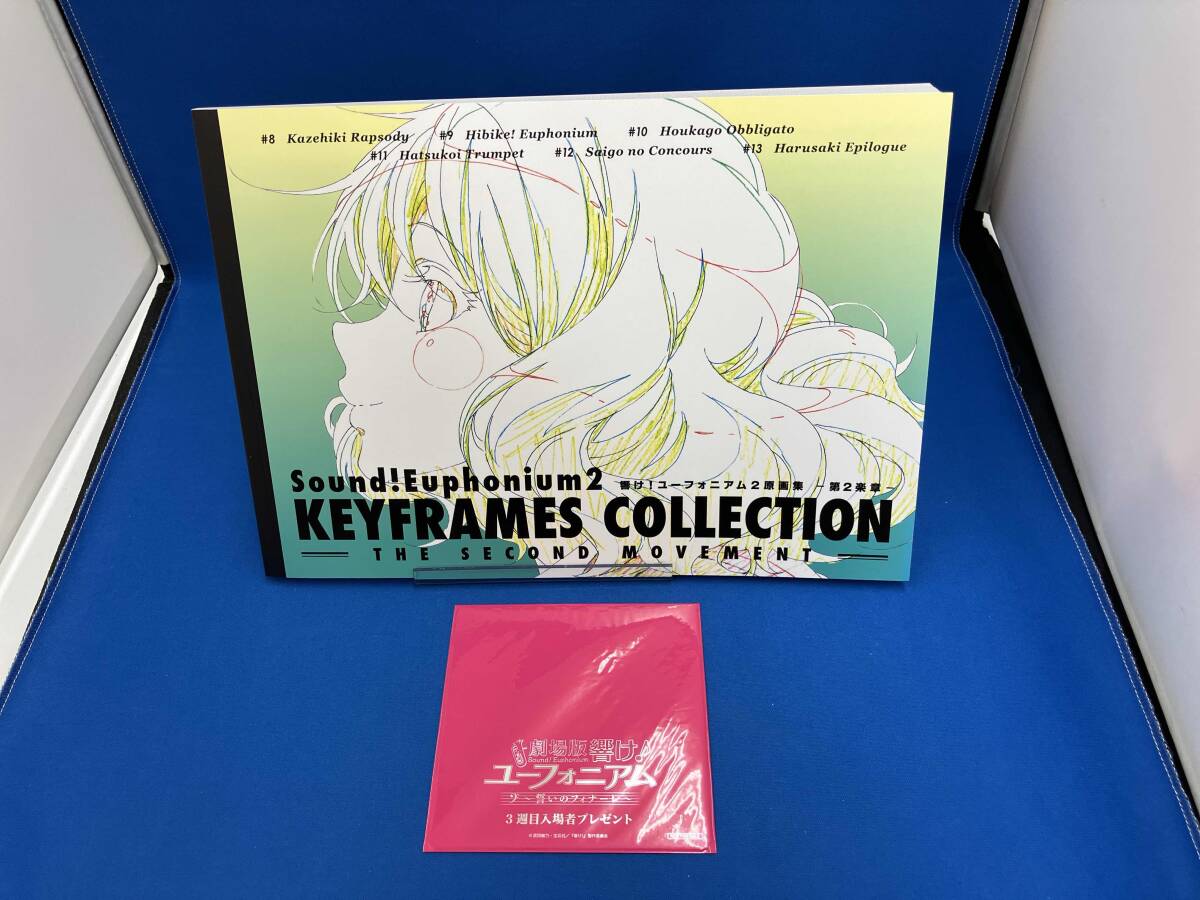 #8 Kazehiki Rapsody #9 Hibike! Euphonium #10 Houkago Obbligato
#11 Hatsukoi Trumpet #12 Saigo no Concours #13 Harusaki Epilogue
Sound!Euphonium2 響け!ユーフォニアム2原画集 －第2楽章－
KEYFRAMES COLLECTION
THE SECOND MOVEMENT
劇場版 響け!
Sound! Euphonium
ユーフォニアム
～誓いのフィナーレ～
3週目入場者プレゼント